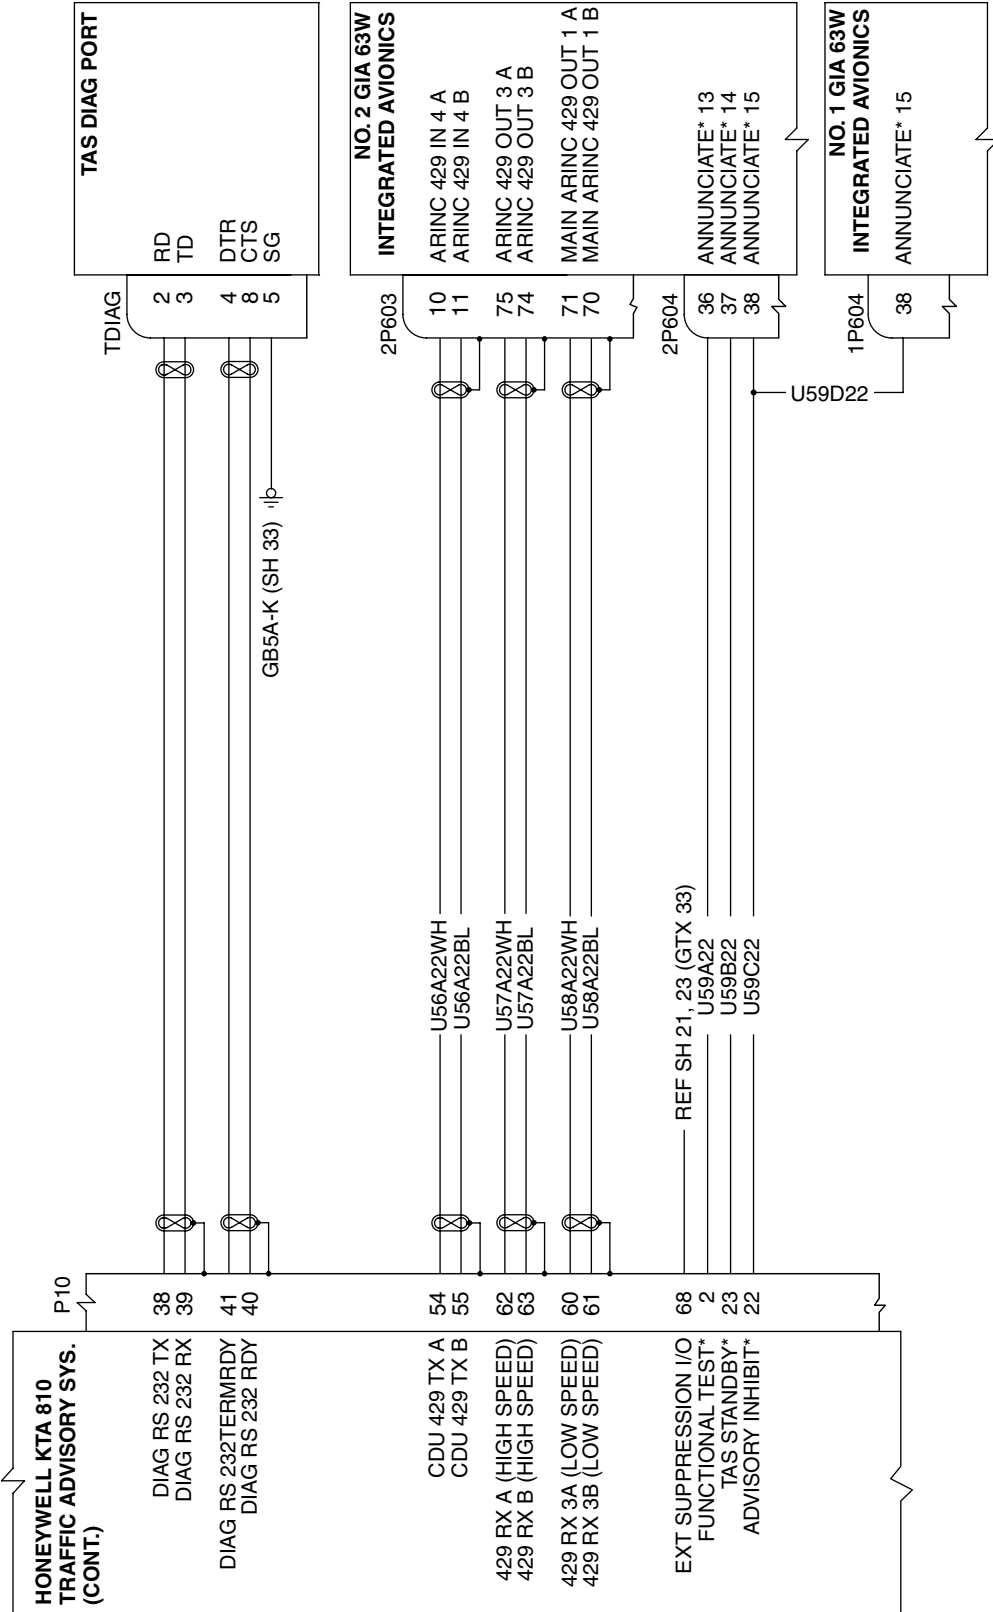 HONEYWELL KTA 810
TRAFFIC ADVISORY SYS.
(CONT.)
P10
DIAG RS 232 TX 38
DIAG RS 232 RX 39
DIAG RS 232TERMRDY 41
DIAG RS 232 RDY 40
CDU 429 TX A 54
CDU 429 TX B 55
429 RX A (HIGH SPEED) 62
429 RX B (HIGH SPEED) 63
429 RX 3A (LOW SPEED) 60
429 RX 3B (LOW SPEED) 61
EXT SUPPRESSION I/O 68
FUNCTIONAL TEST* 2
TAS STANDBY* 23
ADVISORY INHIBIT* 22
GB5A-K (SH 33)
U56A22WH
U56A22BL
U57A22WH
U57A22BL
U58A22WH
U58A22BL
REF SH 21, 23 (GTX 33)
U59A22
U59B22
U59C22
U59D22
TDIAG
TAS DIAG PORT
2 RD
3 TD
4 DTR
8 CTS
5 SG
2P603
NO. 2 GIA 63W
INTEGRATED AVIONICS
10 ARINC 429 IN 4 A
11 ARINC 429 IN 4 B
75 ARINC 429 OUT 3 A
74 ARINC 429 OUT 3 B
71 MAIN ARINC 429 OUT 1 A
70 MAIN ARINC 429 OUT 1 B
2P604
36 ANNUNCIATE* 13
37 ANNUNCIATE* 14
38 ANNUNCIATE* 15
1P604
NO. 1 GIA 63W
INTEGRATED AVIONICS
38 ANNUNCIATE* 15